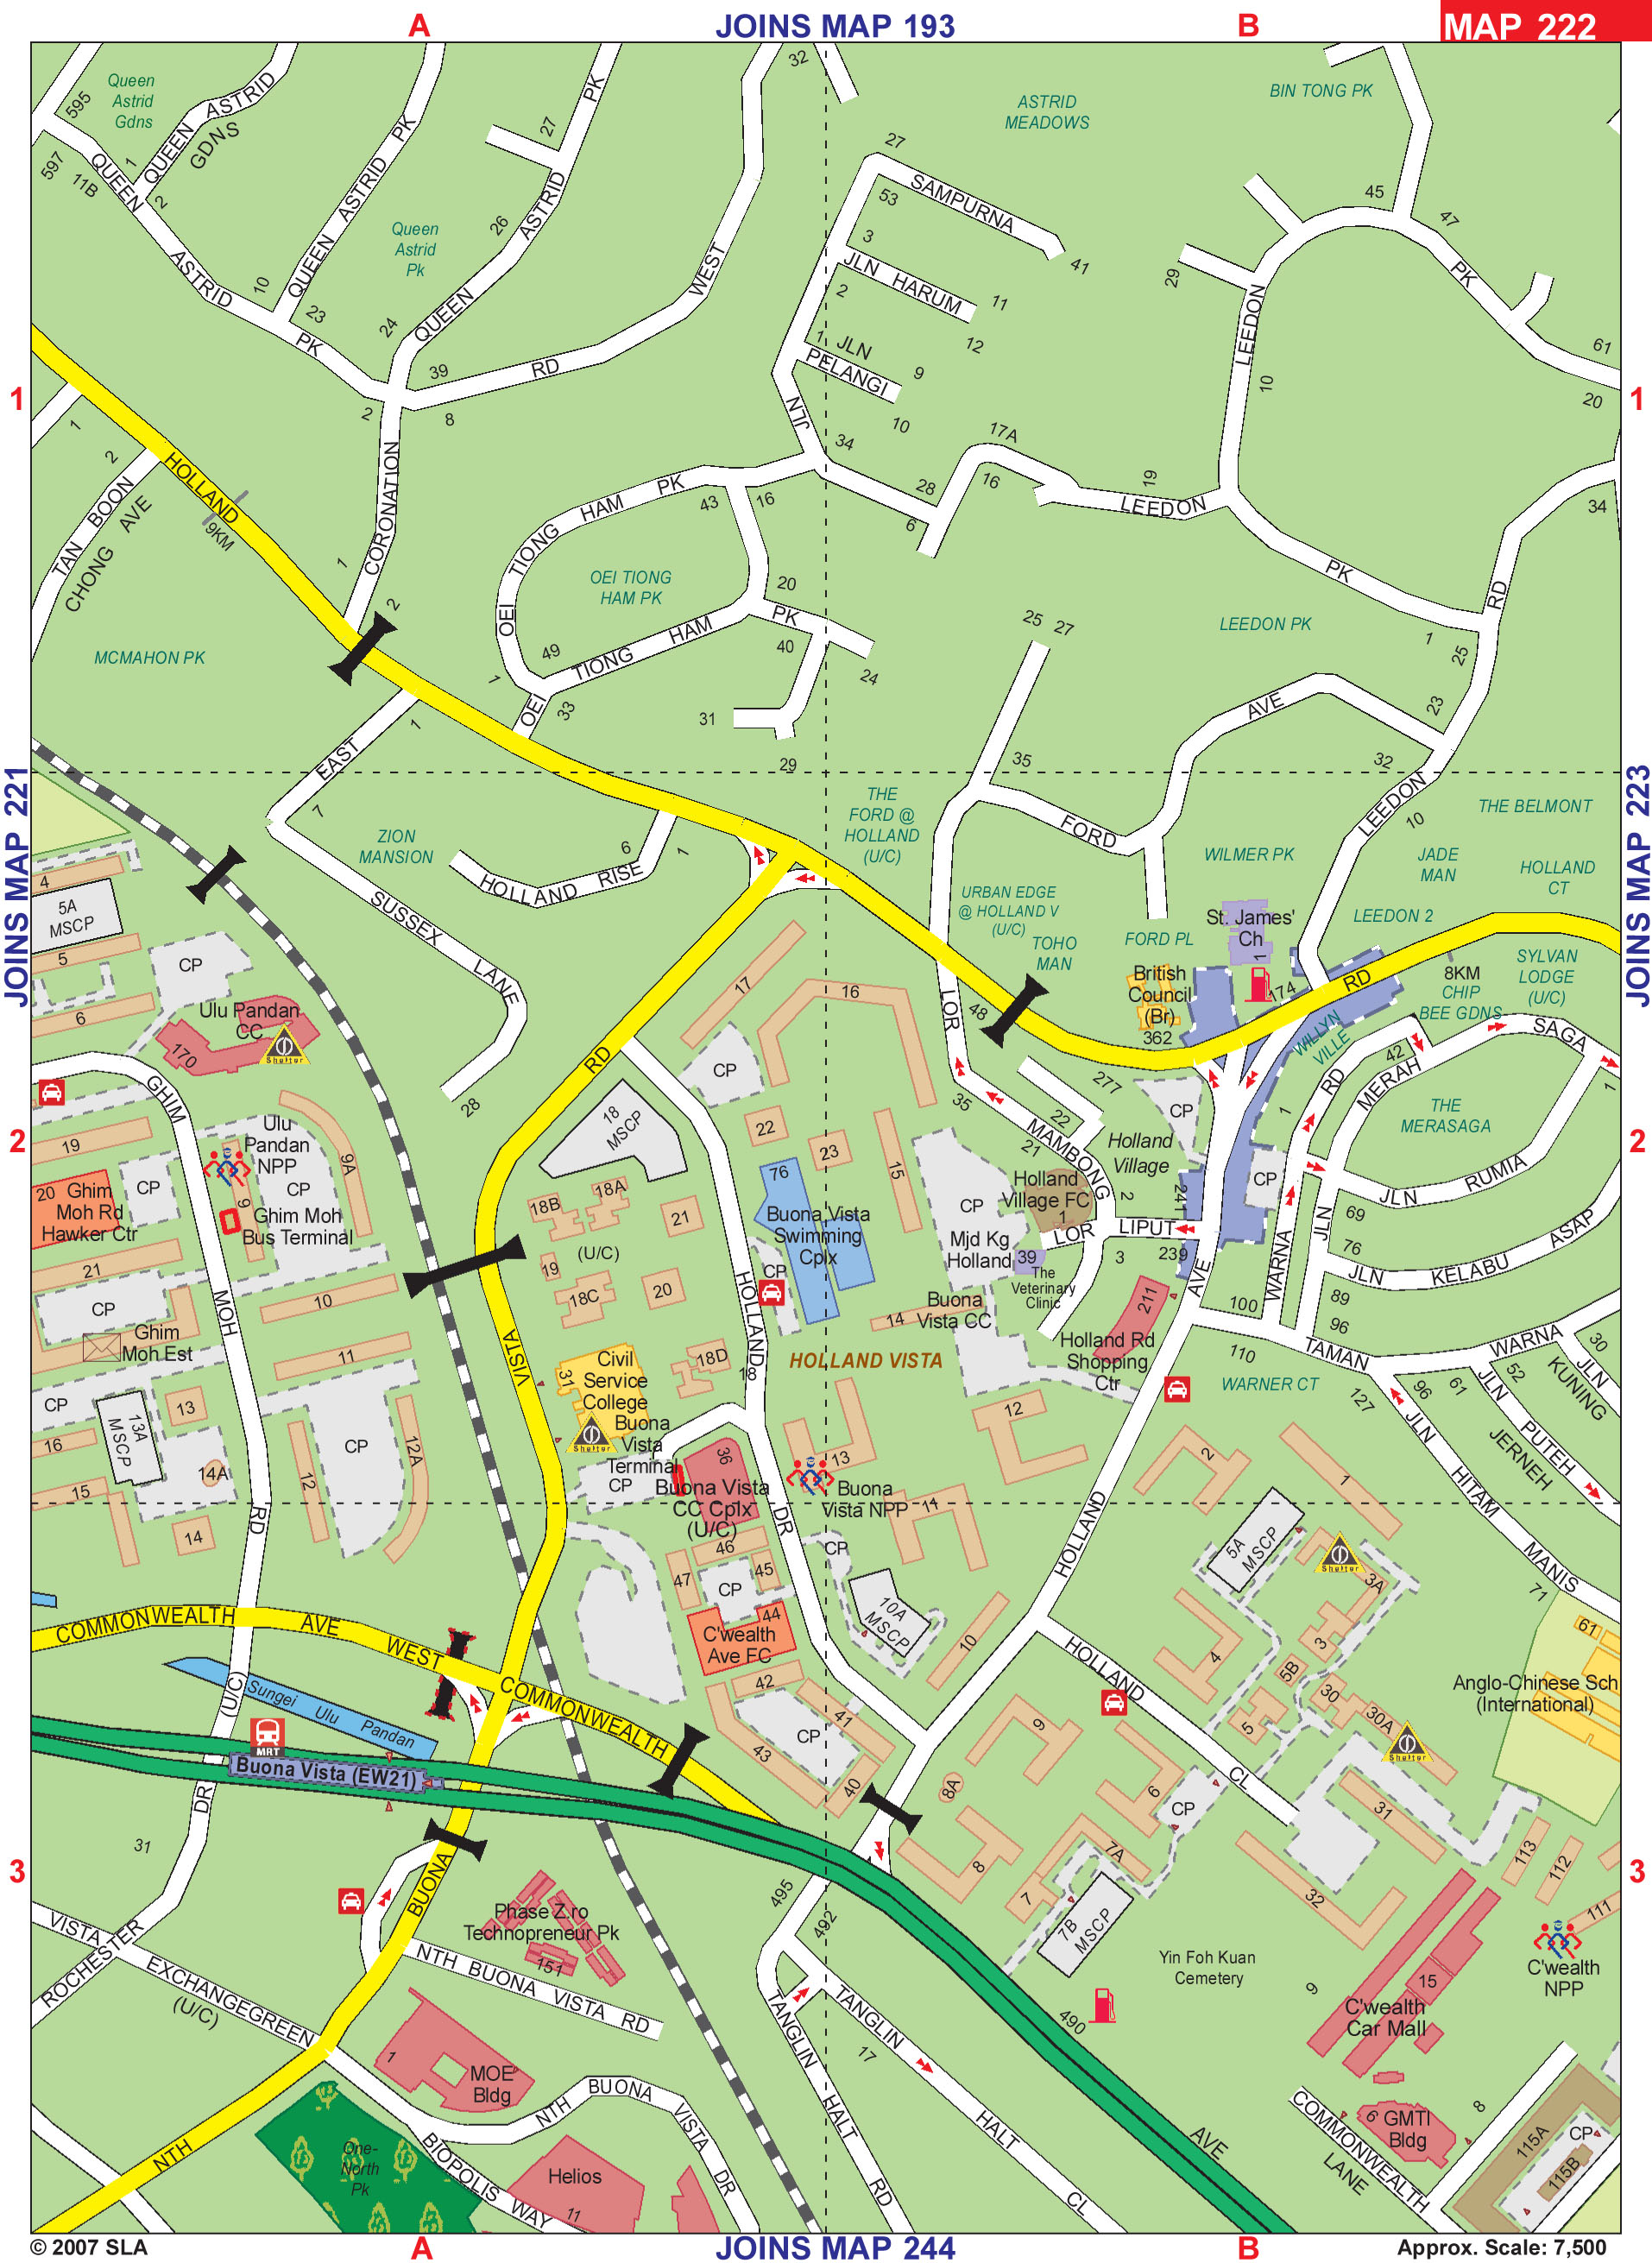 A
JOINS MAP 193
B
MAP 222
Queen
Astrid
Gdns
595
597
11B
1
2
QUEEN ASTRID
GDNS
QUEEN
ASTRID
PK
10
23
QUEEN ASTRID PK
Queen
Astrid
Pk
24
26
27
QUEEN
ASTRID
PK
39
RD
WEST
32
2
8
ASTRID
MEADOWS
BIN TONG PK
27
53
SAMPURNA
41
3
JLN HARUM
11
2
12
1
JLN
PELANGI
9
10
JLN
34
28
6
17A
16
19
LEEDON
45
47
29
LEEDON
10
PK
61
20
34
1
1
1
2
TAN BOON
CHONG AVE
HOLLAND
9KM
1
CORONATION
2
MCMAHON PK
OEI
TIONG
HAM
PK
43
16
OEI TIONG
HAM PK
20
49
1
OEI
TIONG
HAM
PK
33
40
24
31
29
25 27
35
LEEDON PK
PK
1
25
RD
23
AVE
32
LEEDON
10
FORD
WILMER PK
THE BELMONT
JADE
MAN
HOLLAND
CT
LEEDON 2
JOINS MAP 221
JOINS MAP 223
EAST
1
7
ZION
MANSION
6
1
HOLLAND RISE
SUSSEX
LANE
28
THE
FORD @
HOLLAND
(U/C)
URBAN EDGE
@ HOLLAND V
(U/C)
TOHO
MAN
FORD PL
St. James'
Ch
1
British
Council
(Br)
362
174
RD
WILLYN
VILLE
8KM
CHIP
BEE GDNS
SYLVAN
LODGE
(U/C)
4
5A
MSCP
5
6
CP
Ulu Pandan
CC
170
Shelter
GHIM
MOH
RD
2
2
19
20
Ghim
Moh Rd
Hawker Ctr
CP
21
CP
Ulu
Pandan
NPP
CP
9
9A
Ghim Moh
Bus Terminal
10
11
Ghim
Moh Est
CP
13
13A
MSCP
16
14A
15
14
12
CP
12A
RD
17
16
CP
18
MSCP
22
23
15
76
Buona Vista
Swimming
Cplx
18B
18A
21
(U/C)
19
18C
20
18D
HOLLAND
18
CP
14
Buona
Vista CC
HOLLAND VISTA
VISTA
31
Civil
Service
College
Shelter
Buona
Vista
Terminal
CP
36
Buona Vista
CC Cplx
(U/C)
DR
13
Buona
Vista NPP
11
12
48
LOR
35
MAMBONG
22
21
277
CP
Holland
Village
Holland
Village FC
1
2
CP
Mjd Kg
Holland
39
The
Veterinary
Clinic
LOR
LIPUT
3
241
239
211
Holland Rd
Shopping
Ctr
AVE
CP
1
RD
42
MERAH
SAGA
1
THE
MERASAGA
JLN
RUMIA
JLN
WARNA
69
76
JLN
KELABU
ASAP
89
96
100
110
TAMAN
WARNA
WARNER CT
127
96
61
52
30
JLN
KUNING
JLN
PUTEH
JERNEH
JLN
HITAM
MANIS
71
2
1
5A
MSCP
Shelter
3A
3
5B
4
5
30
30A
Shelter
HOLLAND
HOLLAND
CL
61
Anglo-Chinese Sch
(International)
COMMONWEALTH
AVE
WEST
COMMONWEALTH
46
47
CP
45
44
C'wealth
Ave FC
42
CP
41
43
40
CP
10A
MSCP
10
9
8A
6
CP
8
7A
7
7B
MSCP
31
32
113
112
111
Sungei Ulu Pandan
MRT
Buona Vista (EW21)
(U/C)
DR
31
3
3
VISTA
ROCHESTER
EXCHANGEGREEN
(U/C)
BUONA
NTH BUONA VISTA RD
Phase Z.ro
Technopreneur Pk
151
1
MOE
Bldg
NTH
BUONA
VISTA
DR
NTH
One-
North
Pk
BIOPOLIS WAY
Helios
11
495
492
TANGLIN
HALT
RD
TANGLIN
17
HALT
CL
490
AVE
Yin Foh Kuan
Cemetery
9
15
C'wealth
Car Mall
C'wealth
NPP
6
GMTI
Bldg
8
COMMONWEALTH
LANE
115A
CP
115B
© 2007 SLA
A
JOINS MAP 244
B
Approx. Scale: 7,500